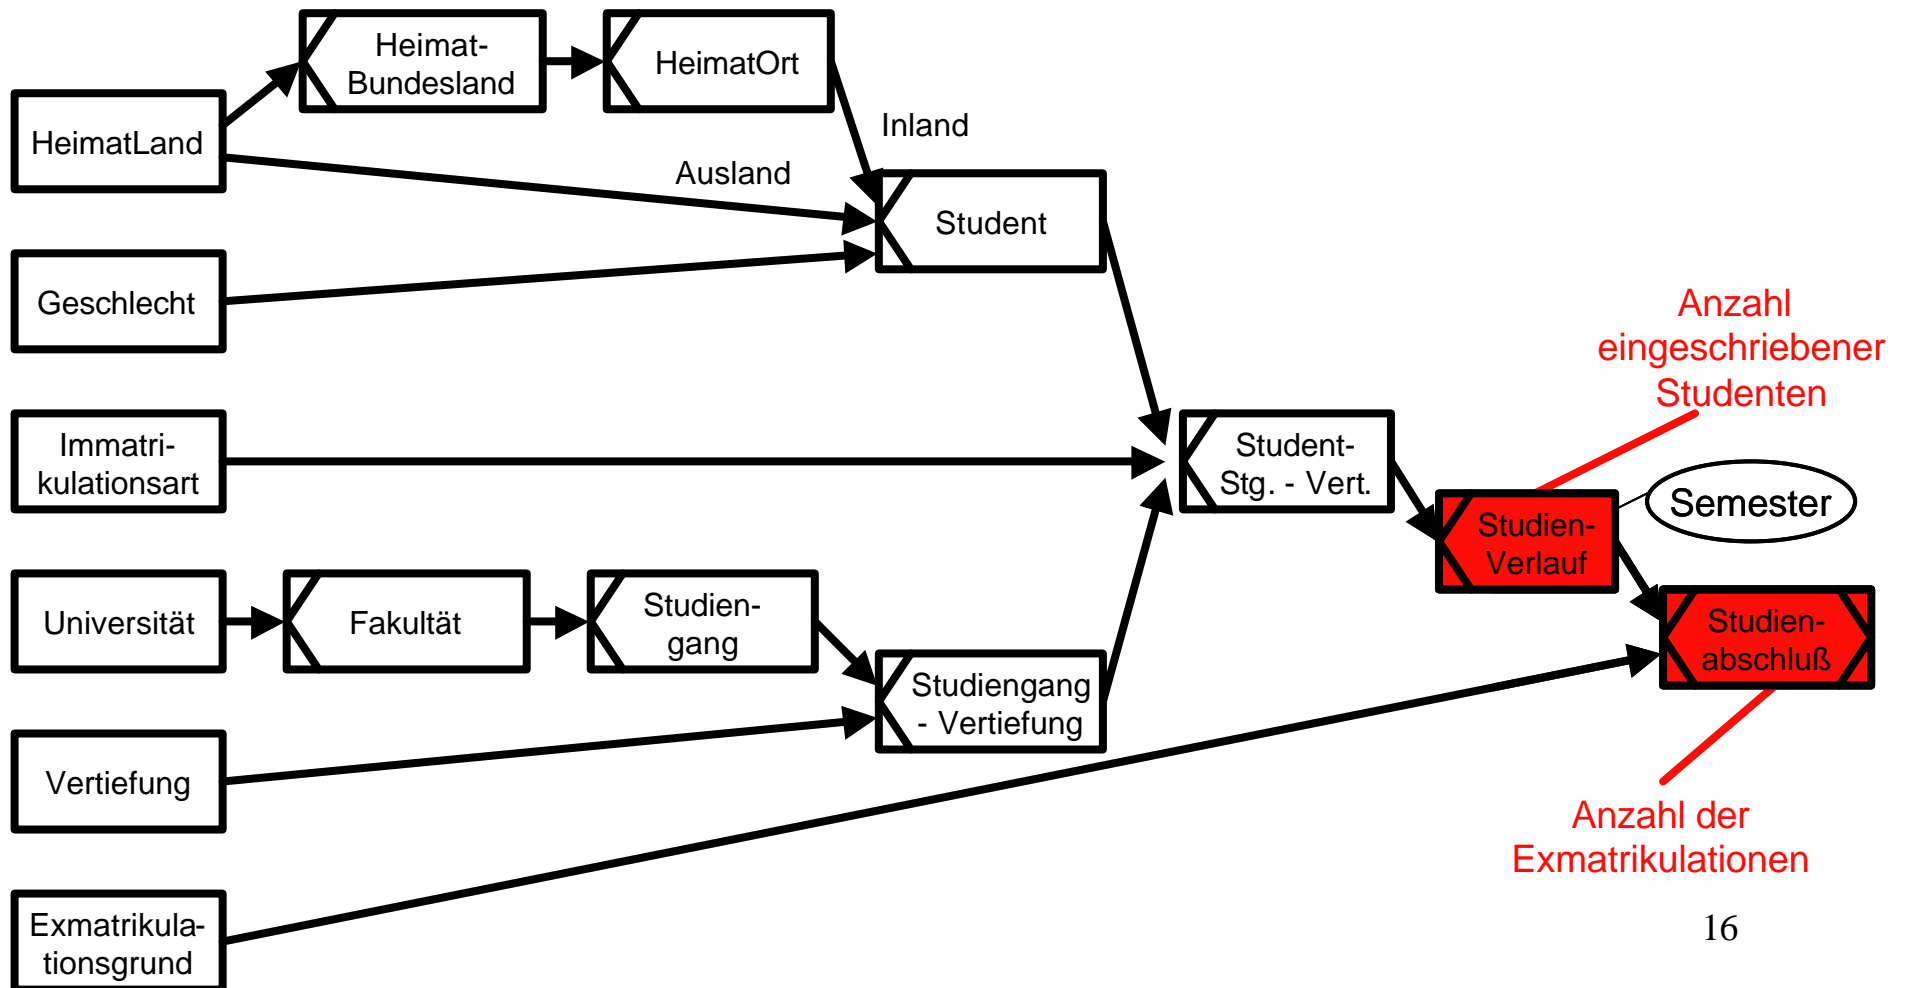 Heimat-
Bundesland
HeimatOrt
HeimatLand
Inland
Ausland
Student
Geschlecht
Anzahl
eingeschriebener
Studenten
Immatri-
kulationsart
Student-
Stg. - Vert.
Semester
Studien-
Verlauf
Universität
Fakultät
Studien-
gang
Studien-
abschluß
Studiengang
- Vertiefung
Vertiefung
Anzahl der
Exmatrikulationen
Exmatrikula-
tionsgrund
16